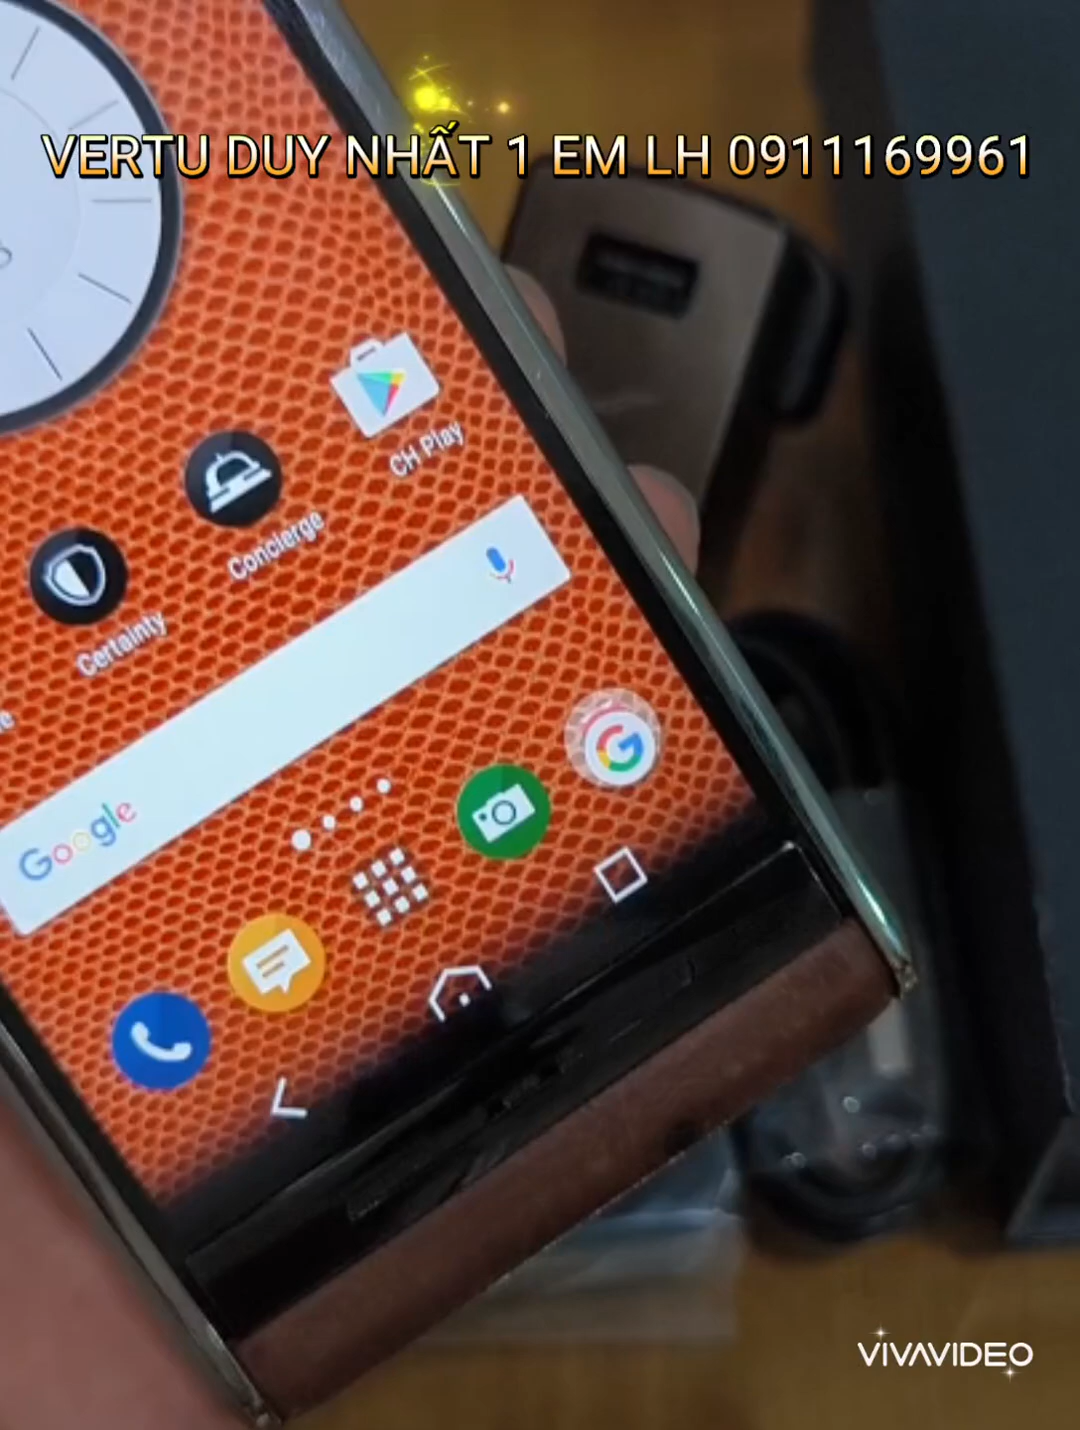 VERTU DUY NHẤT 1 EM LH 0911169961
CH Play
Concierge
Certainty
Google
G
VIVAVIDEO